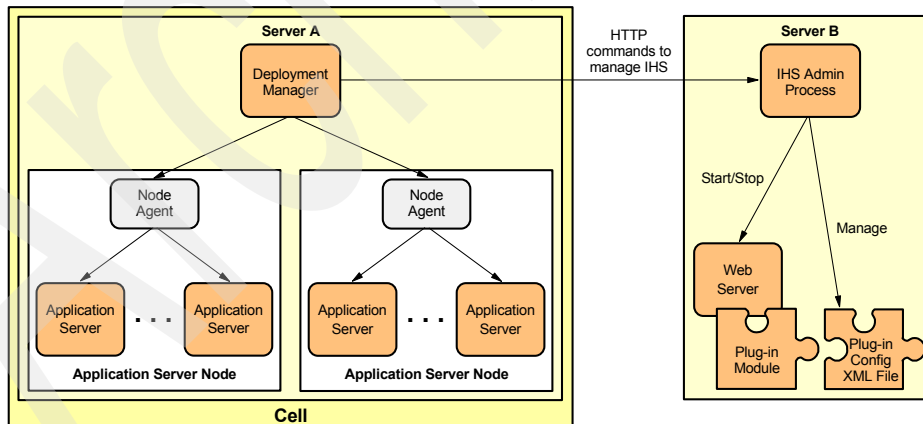 Server A
Deployment
Manager
HTTP
commands to
manage IHS
Server B
IHS Admin
Process
Node
Agent
Node
Agent
Start/Stop
Manage
Application
Server
. . .
Application
Server
Application
Server
. . .
Application
Server
Web
Server
Plug-in
Module
Plug-in
Config
XML File
Application Server Node
Application Server Node
Cell